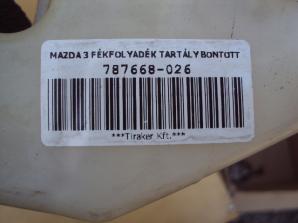 MAZDA 3 FÉKFOLYADÉK TARTÁLY BONTOTT
787668-026
***Tiraker Kft.***